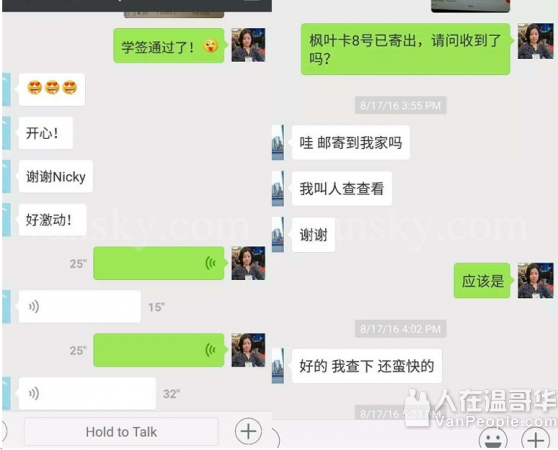 学签通过了！
开心！
谢谢Nicky
好激动！
25"
15"
25"
32"
Hold to Talk
枫叶卡8号已寄出，请问收到了
吗？
8/17/16 3:55 PM
哇 邮寄到我家吗
我叫人查查看
谢谢
应该是
8/17/16 4:02 PM
好的 我查下 还蛮快的
8/17/16 5:23 PM
人在温哥华
VanPeople.com